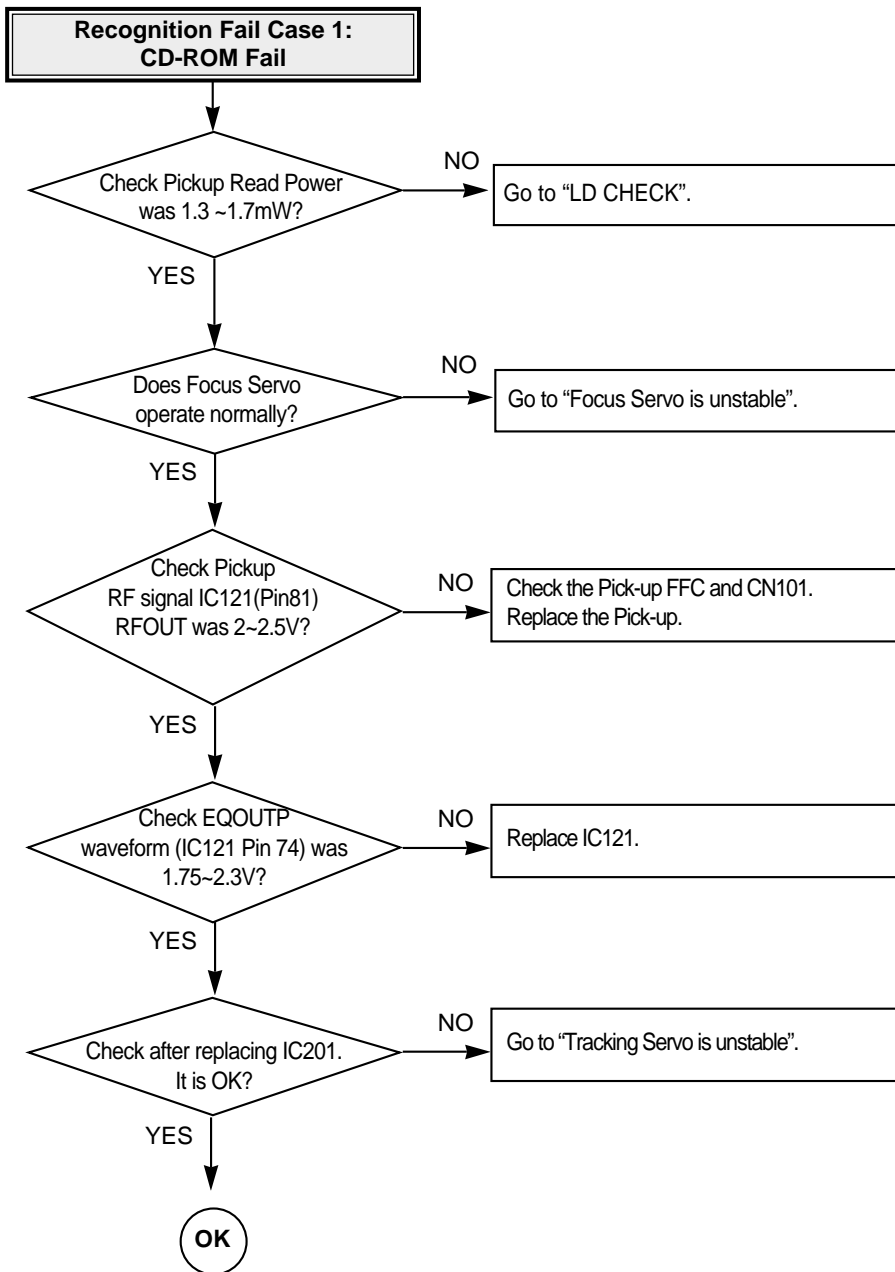 Recognition Fail Case 1:
CD-ROM Fail
Check Pickup Read Power
was 1.3 ~1.7mW?
NO
Go to “LD CHECK”.
YES
Does Focus Servo
operate normally?
NO
Go to “Focus Servo is unstable”.
YES
Check Pickup
RF signal IC121(Pin81)
RFOUT was 2~2.5V?
NO
Check the Pick-up FFC and CN101.
Replace the Pick-up.
YES
Check EQOUTP
waveform (IC121 Pin 74) was
1.75~2.3V?
NO
Replace IC121.
YES
Check after replacing IC201.
It is OK?
NO
Go to “Tracking Servo is unstable”.
YES
OK